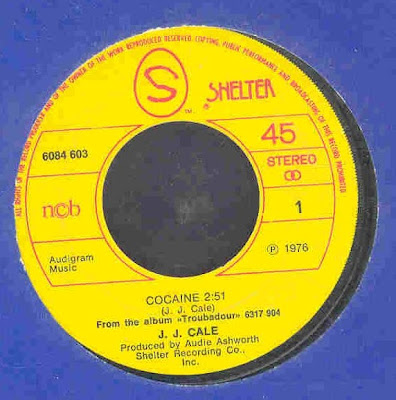 ALL RIGHTS OF THE RECORD PRODUCER AND OF THE OWNER OF THE WORK REPRODUCED RESERVED. COPYING, PUBLIC PERFORMANCE AND BROADCASTING OF THIS RECORD PROHIBITED
S
TM
SHELTER
6084 603
45
STEREO
ncb
1
Audigram
Music
Ⓟ 1976
COCAINE 2:51
(J. J. Cale)
From the album «Troubadour» 6317 904
J. J. CALE
Produced by Audie Ashworth
Shelter Recording Co.,
Inc.